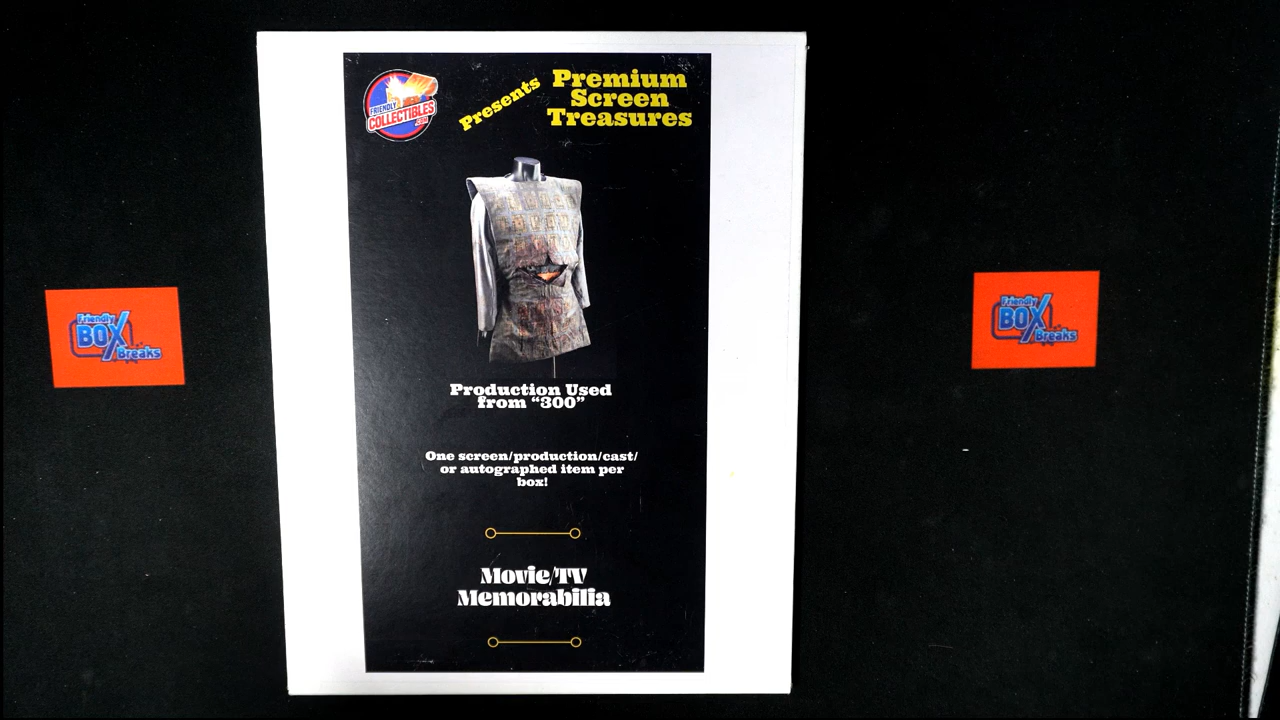 FRIENDLY
COLLECTIBLES
Presents
Premium
Screen
Treasures
Production Used
from “300”
One screen/production/cast/
or autographed item per
box!
Movie/TV
Memorabilia
Friendly
BOX
Breaks
Friendly
BOX
Breaks